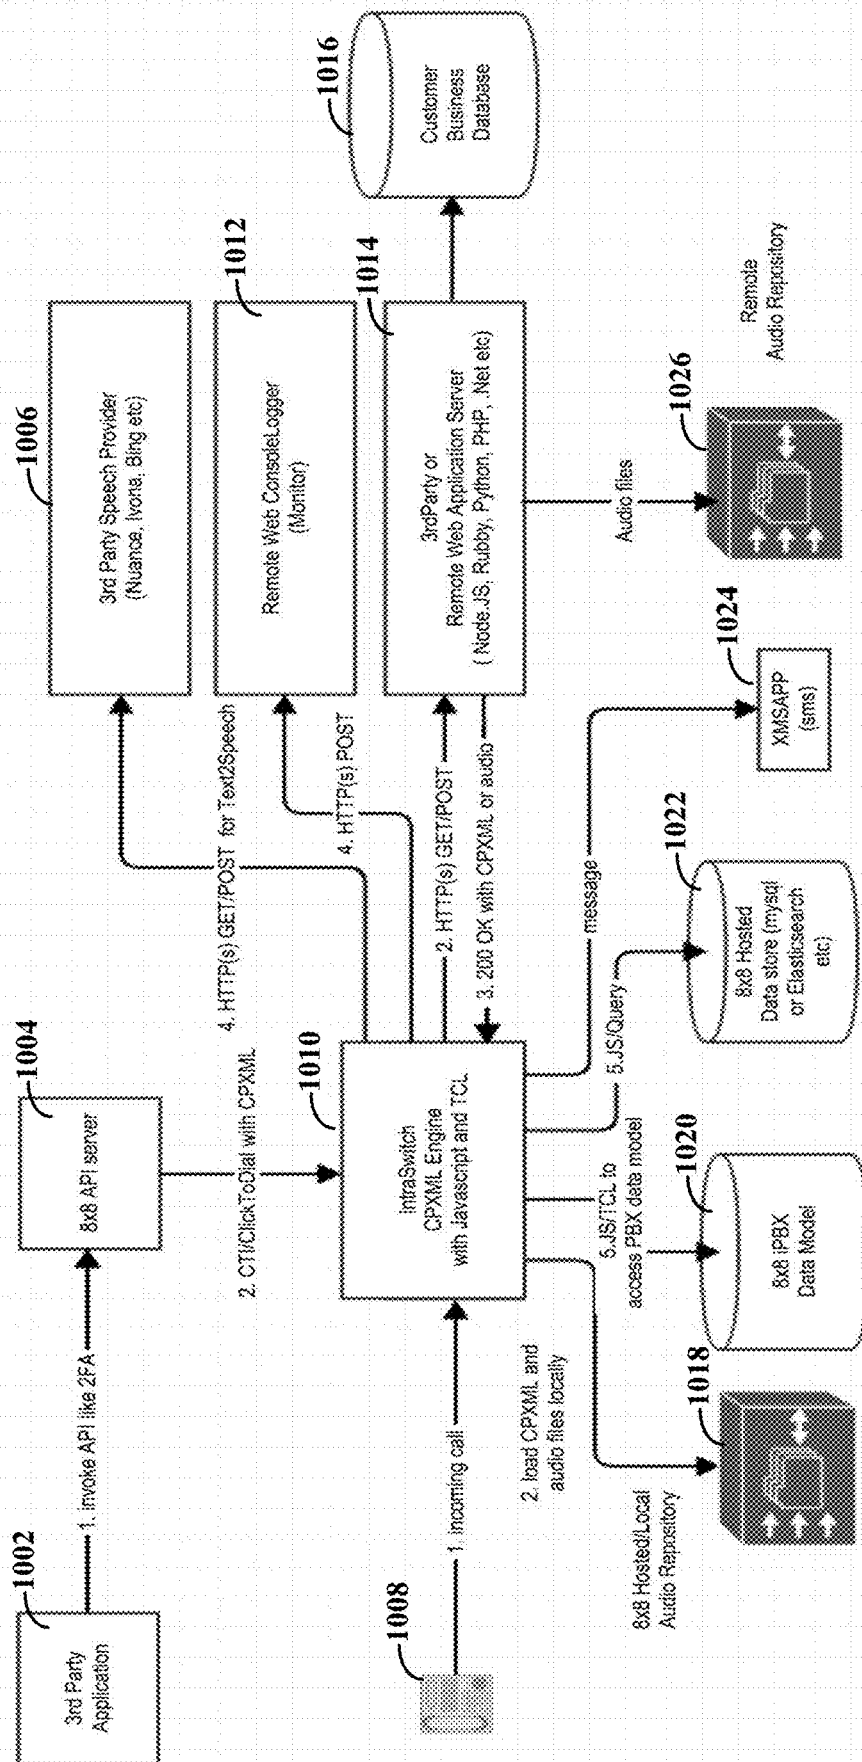 1002
3rd Party
Application
1. invoke API like 2FA
1004
8x8 API server
2. CTI/ClickToDial with CPXML
1006
3rd Party Speech Provider
(Nuance, Ivona, Bing etc)
4. HTTP(s) GET/POST for Text2Speech
1008
1. incoming call
1010
IntraSwitch
CPXML Engine
with Javascript and TCL
4. HTTP(s) POST
1012
Remote Web ConsoleLogger
(Monitor)
2. HTTP(s) GET/POST
3. 200 OK with CPXML or audio
1014
3rdParty or
Remote Web Application Server
( Node.JS, Rubby, Python, PHP, .Net etc)
1016
Customer
Business
Database
2. load CPXML and
audio files locally
8x8 Hosted/Local
Audio Repository
1018
5.JS/TCL to
access PBX data model
1020
8x8 iPBX
Data Model
5.JS/Query
1022
8x8 Hosted
Data store (mysql
or Elasticsearch
etc)
message
1024
XMSAPP
(sms)
Audio files
1026
Remote
Audio Repository